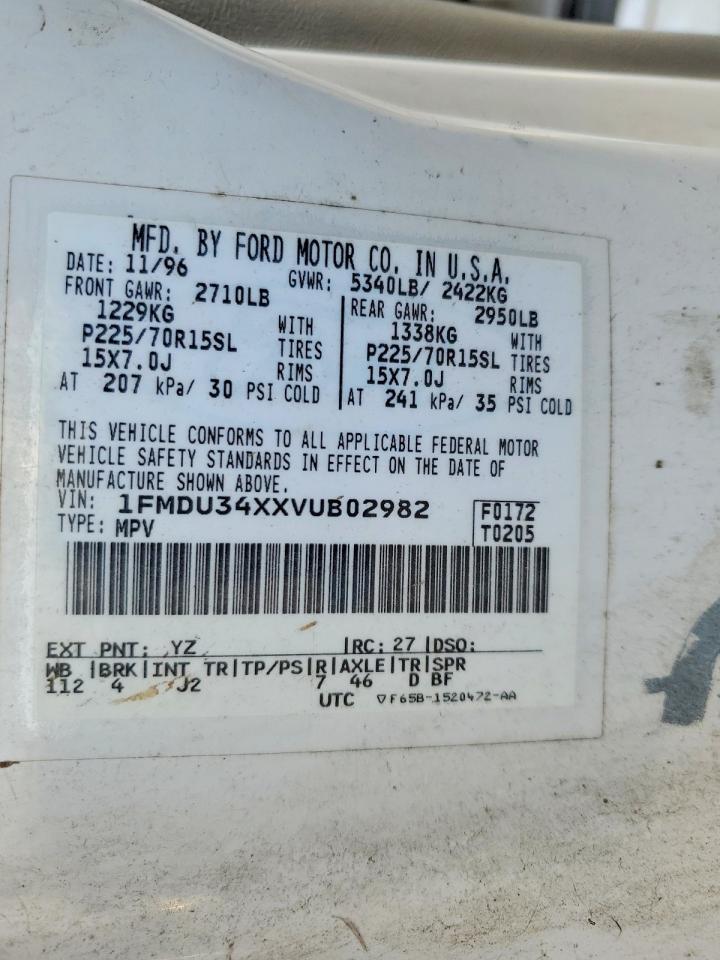 MFD. BY FORD MOTOR CO. IN U.S.A.
DATE: 11/96 GVWR: 5340LB/ 2422KG
FRONT GAWR: 2710LB REAR GAWR: 2950LB
1229KG WITH 1338KG WITH
P225/70R15SL TIRES P225/70R15SL TIRES
15X7.0J RIMS 15X7.0J RIMS
AT 207 kPa/ 30 PSI COLD AT 241 kPa/ 35 PSI COLD
THIS VEHICLE CONFORMS TO ALL APPLICABLE FEDERAL MOTOR
VEHICLE SAFETY STANDARDS IN EFFECT ON THE DATE OF
MANUFACTURE SHOWN ABOVE.
VIN: 1FMDU34XXVUB02982 F0172
TYPE: MPV T0205
EXT PNT: YZ |RC: 27 |DSO:
WB |BRK|INT TR|TP/PS|R|AXLE|TR|SPR
112 4 J2 7 46 D BF
UTC ▽F65B-1520472-AA